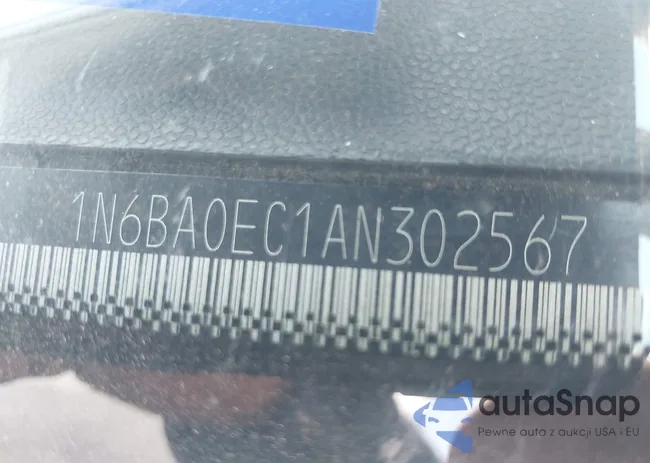 1N6BA0EC1AN302567
autaSnap
Pewne auta z aukcji USA i EU